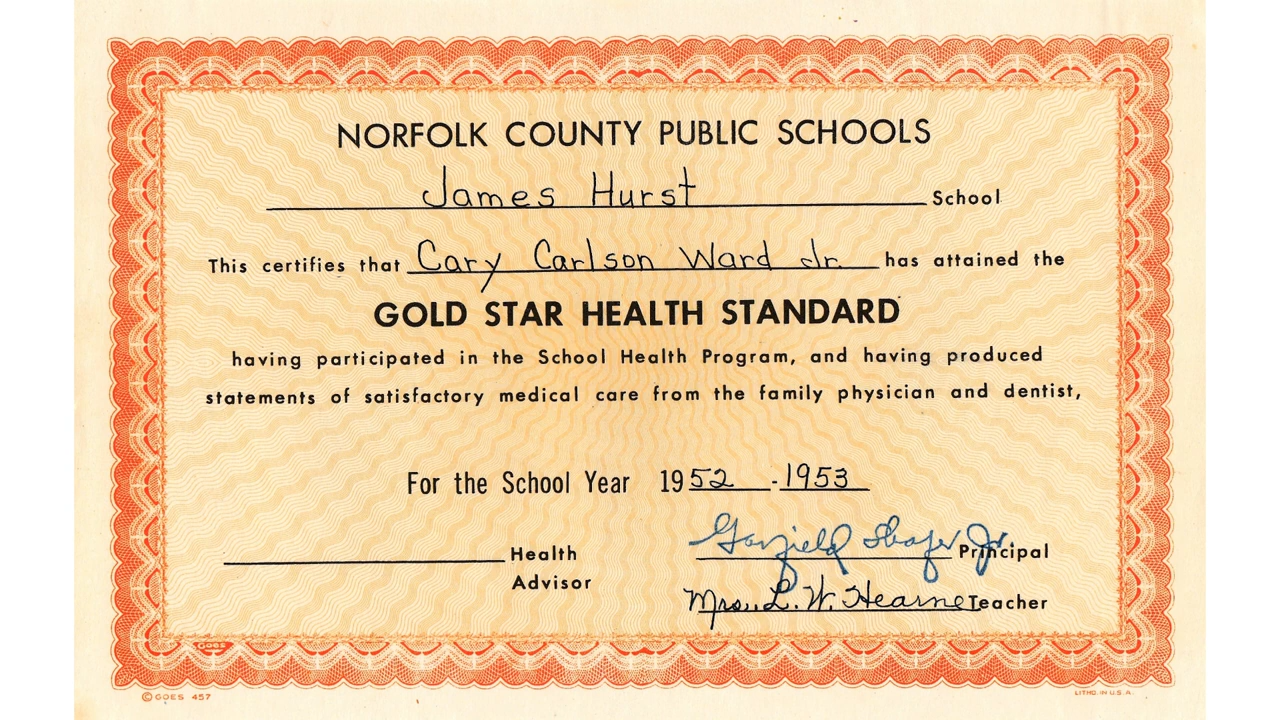 NORFOLK COUNTY PUBLIC SCHOOLS
James Hurst School
This certifies that Cary Carlson Ward Jr. has attained the
GOLD STAR HEALTH STANDARD
having participated in the School Health Program, and having produced
statements of satisfactory medical care from the family physician and dentist,
For the School Year 1952 - 1953
Garfield Shafer Jr. Principal
Health
Advisor
Mrs. L. W. Hearne Teacher
GOES
© GOES 457
LITHO. IN U.S.A.